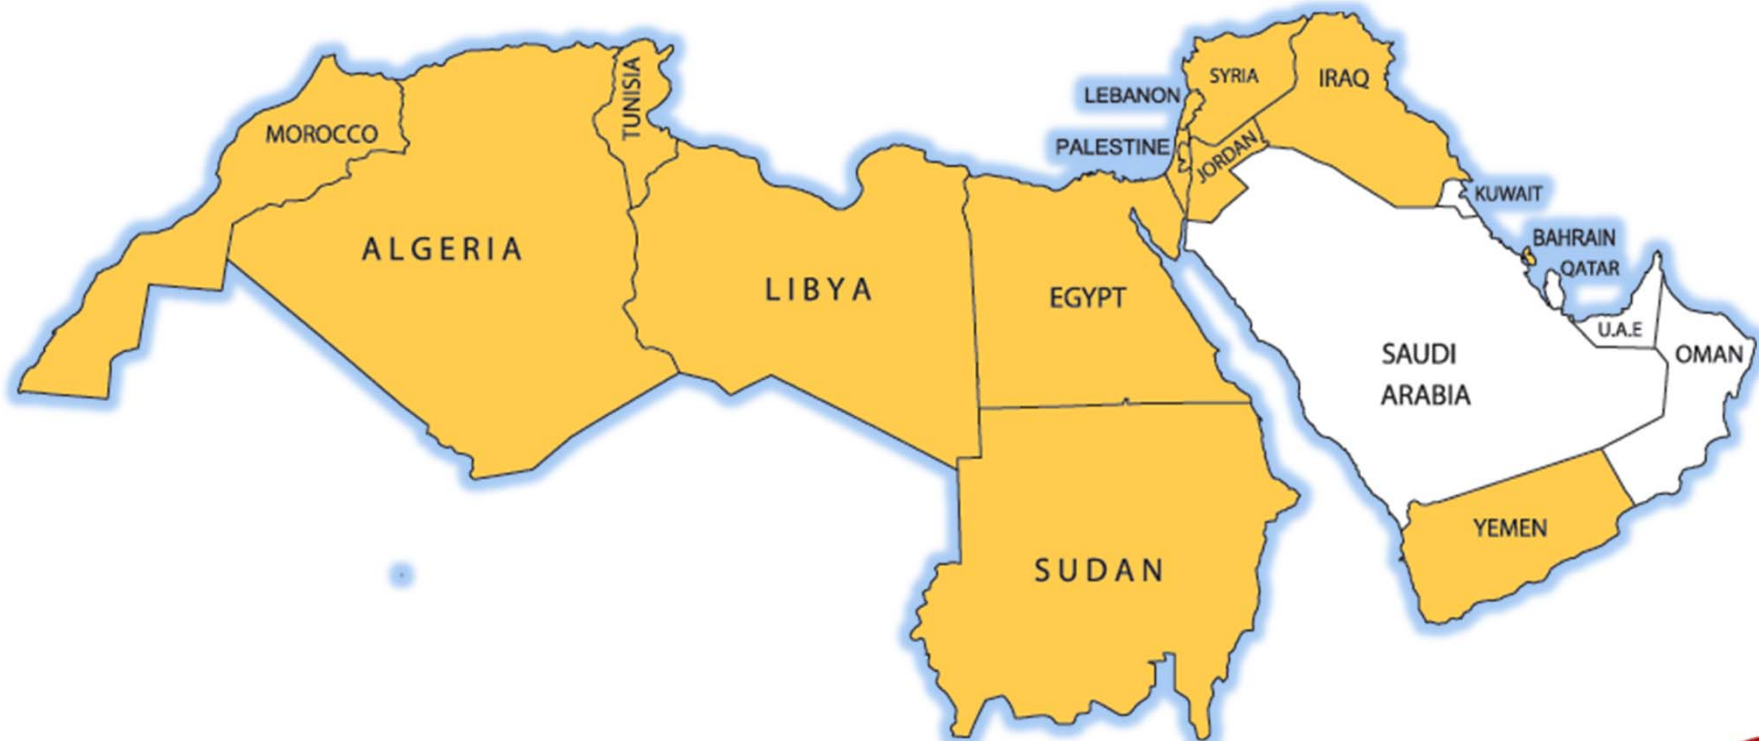 SYRIA
IRAQ
LEBANON
TUNISIA
MOROCCO
PALESTINE
JORDAN
KUWAIT
ALGERIA
BAHRAIN
QATAR
LIBYA
EGYPT
U.A.E
SAUDI
ARABIA
OMAN
YEMEN
SUDAN